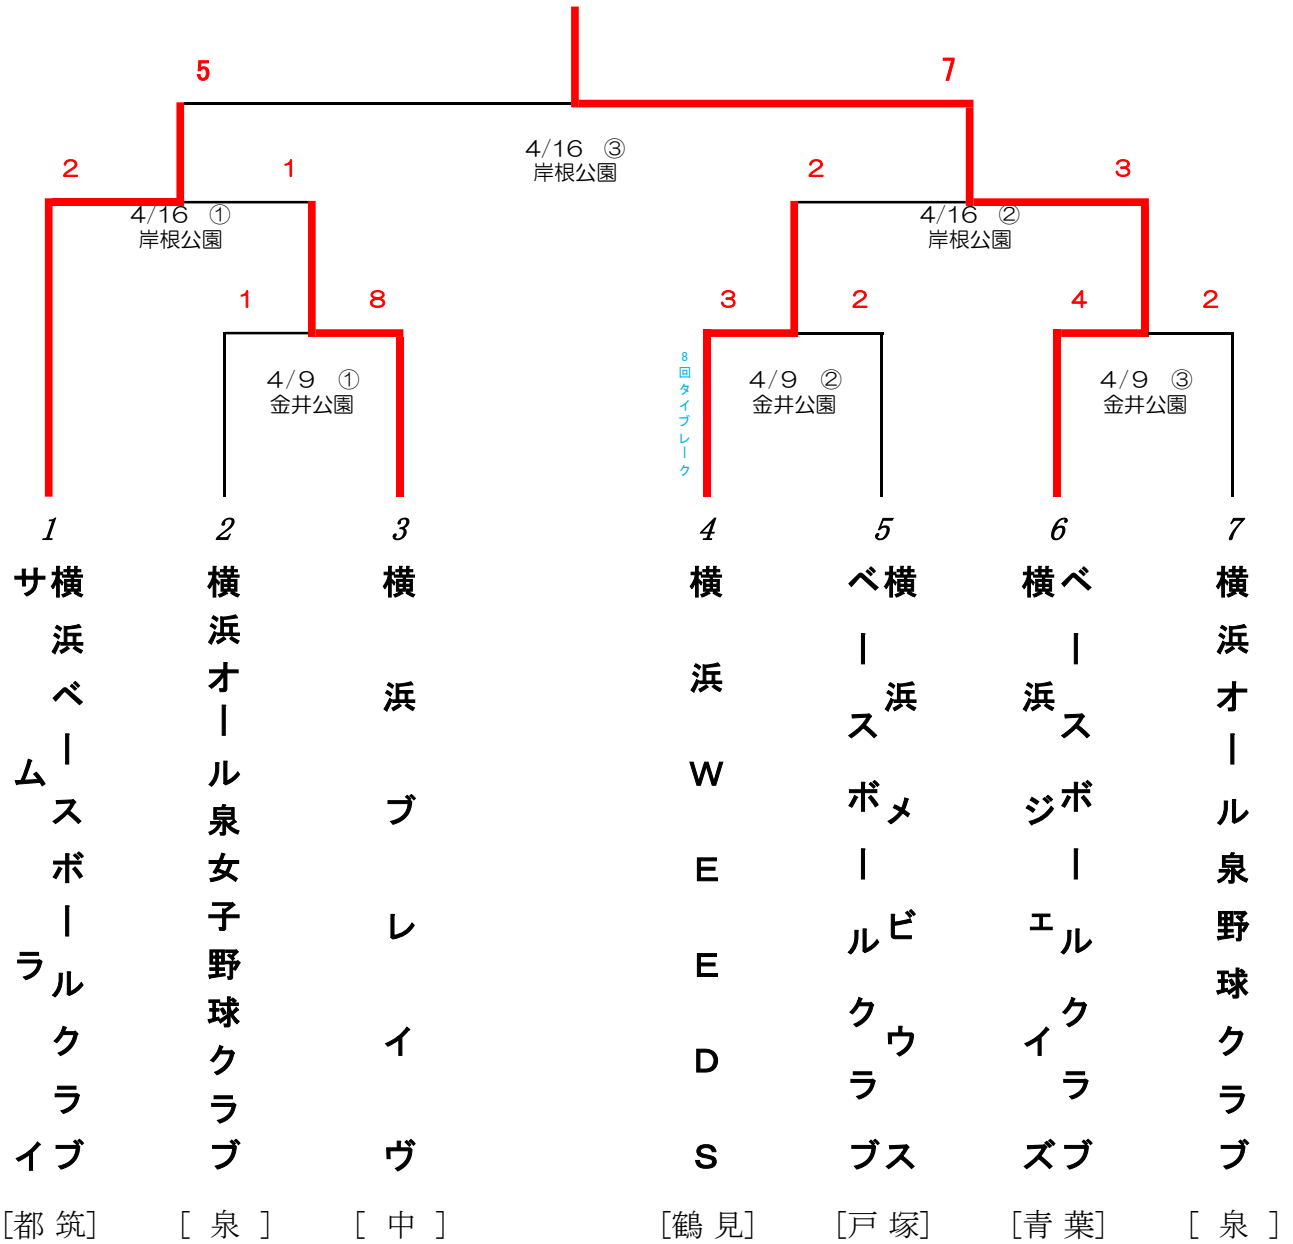 5 7
4/16 ③
岸根公園
2 1 2 3
4/16 ①
岸根公園
4/16 ②
岸根公園
1 8 3 2 4 2
8回タイブレーク
4/9 ①
金井公園
4/9 ②
金井公園
4/9 ③
金井公園
1 2 3 4 5 6 7
横浜ベースボールクラブ
サムライ
横浜オール泉女子野球クラブ
横浜ブレイヴ
横浜WEEDS
横浜メビウス
ベースボールクラブ
横浜ジェイズ
ベースボールクラブ
横浜オール泉野球クラブ
[都 筑] [ 泉 ] [ 中 ] [鶴 見] [戸 塚] [青 葉] [ 泉 ]